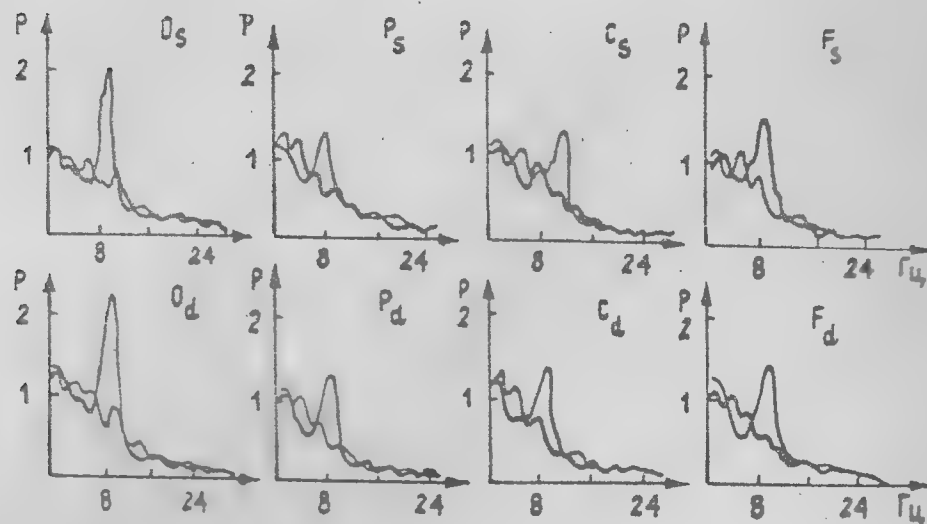 P O_s P P_s P C_s P F_s
2 2 2 2
1 1 1 1
8 24 8 24 8 24 8 24 Гц
P O_d P P_d P C_d P F_d
2 2 2 2
1 1 1 1
8 24 8 24 8 24 8 24 Гц